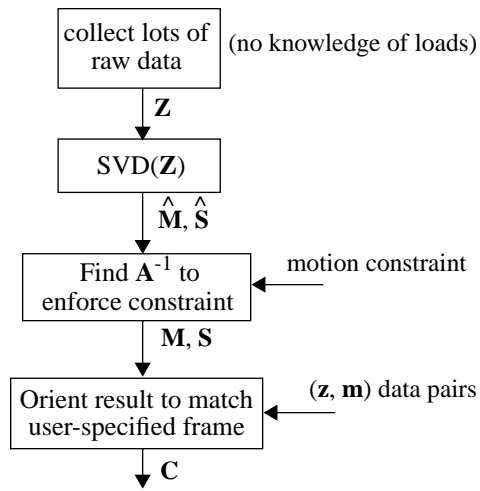 collect lots of
raw data
(no knowledge of loads)
Z
SVD(Z)
M̂, Ŝ
Find A⁻¹ to
enforce constraint
motion constraint
M, S
Orient result to match
user-specified frame
(z, m) data pairs
C